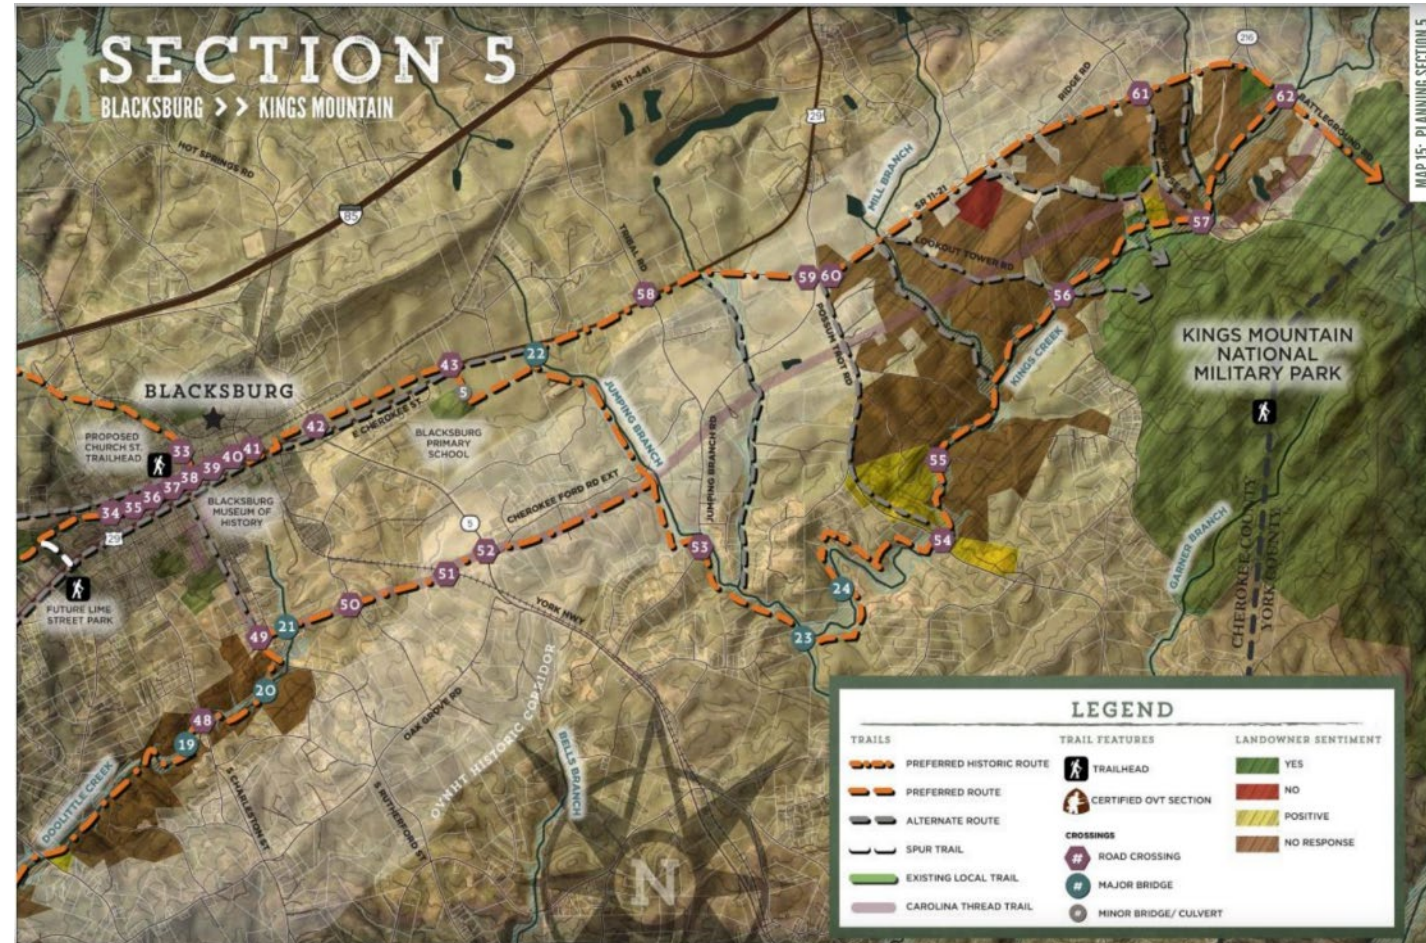 SECTION 5
BLACKSBURG >> KINGS MOUNTAIN
MAP 15: PLANNING SECTION 5
216
SR 11-441
RIDGE RD
61
62
BATTLEGROUND
HOT SPRINGS RD
29
MILL BRANCH
85
SR 11-21
57
TRIBAL RD
LOOKOUT TOWER RD
58
59
60
56
POSSUM TROT RD
KINGS CREEK
KINGS MOUNTAIN
NATIONAL
MILITARY PARK
22
43
5
BLACKSBURG
JUMPING BRANCH
E CHEROKEE ST.
42
BLACKSBURG
PRIMARY
SCHOOL
PROPOSED
CHURCH ST.
TRAILHEAD
33
41
40
39
38
37
36
35
34
JUMPING BRANCH RD
55
BLACKSBURG
MUSEUM OF
HISTORY
CHEROKEE FORD RD EXT
29
5
52
53
54
51
CHEROKEE COUNTY
YORK COUNTY
GARNER BRANCH
24
FUTURE LIME
STREET PARK
50
YORK HWY
49
21
23
20
OVNHT HISTORIC CORRIDOR
OAK GROVE RD
48
19
BELLS BRANCH
DOOLITTLE CREEK
S CHARLESTON ST
S RUTHERFORD ST
N
LEGEND
TRAILS
PREFERRED HISTORIC ROUTE
PREFERRED ROUTE
ALTERNATE ROUTE
SPUR TRAIL
EXISTING LOCAL TRAIL
CAROLINA THREAD TRAIL
TRAIL FEATURES
TRAILHEAD
CERTIFIED OVT SECTION
CROSSINGS
# ROAD CROSSING
# MAJOR BRIDGE
# MINOR BRIDGE/ CULVERT
LANDOWNER SENTIMENT
YES
NO
POSITIVE
NO RESPONSE